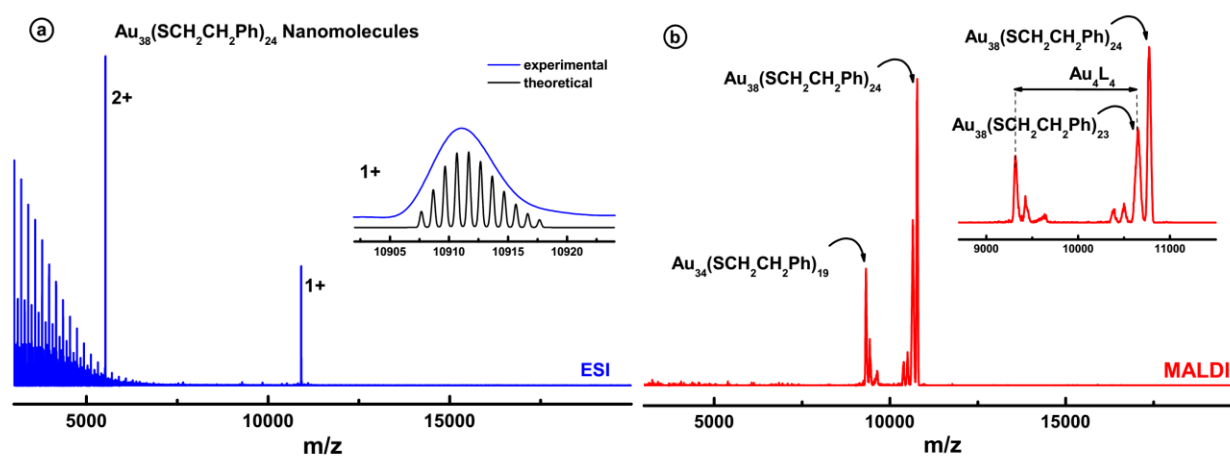 a
Au₃₈(SCH₂CH₂Ph)₂₄ Nanomolecules
2+
experimental
theoretical
1+
10905 10910 10915 10920
1+
ESI
5000 10000 15000
m/z
b
Au₃₈(SCH₂CH₂Ph)₂₄
Au₃₄(SCH₂CH₂Ph)₁₉
Au₃₈(SCH₂CH₂Ph)₂₄
Au₄L₄
Au₃₈(SCH₂CH₂Ph)₂₃
9000 10000 11000
MALDI
5000 10000 15000
m/z